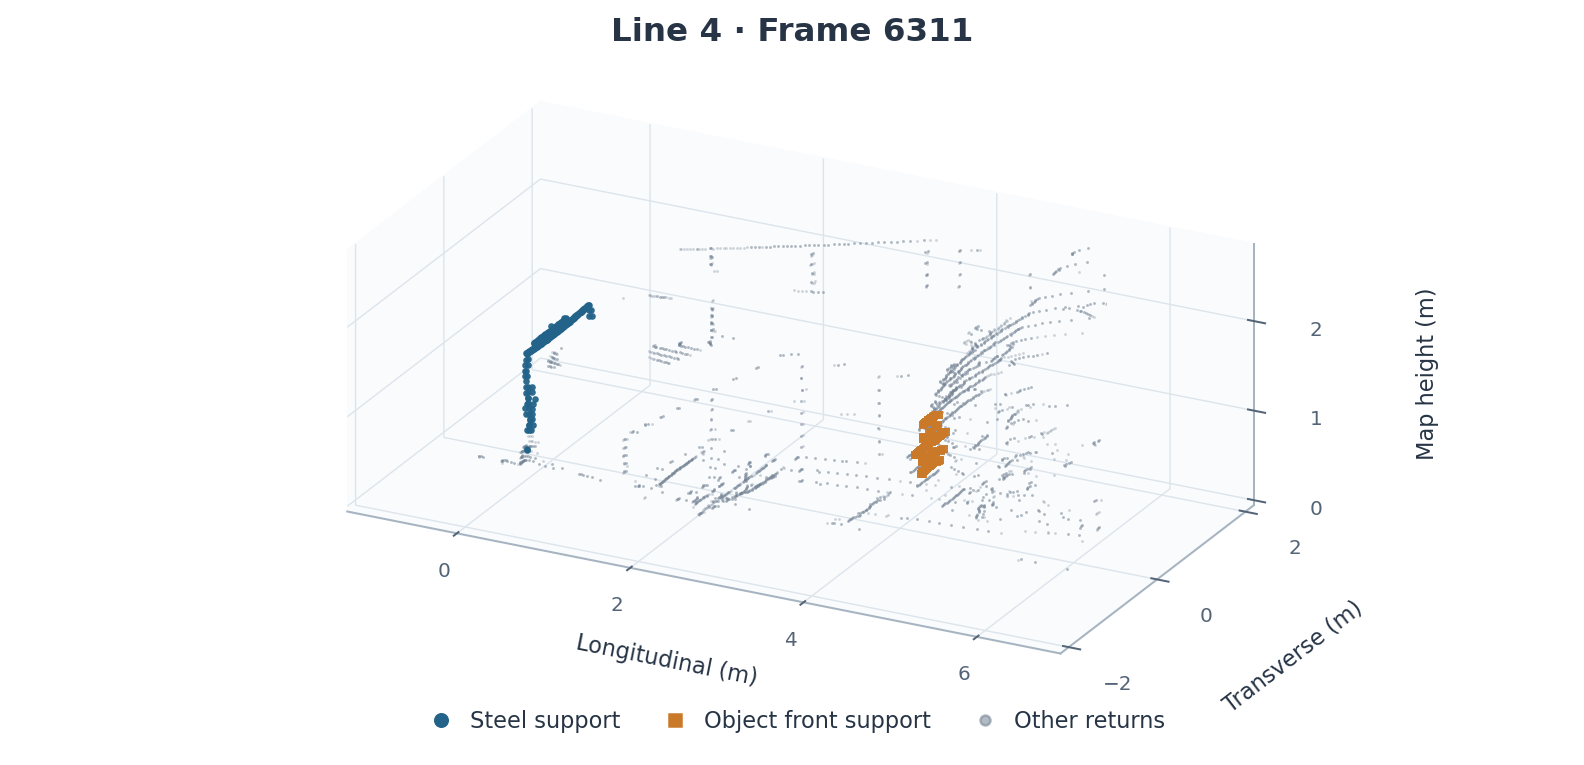 Line 4 · Frame 6311
2
1
0
Map height (m)
2
0
−2
Transverse (m)
0
2
4
6
Longitudinal (m)
Steel support
Object front support
Other returns